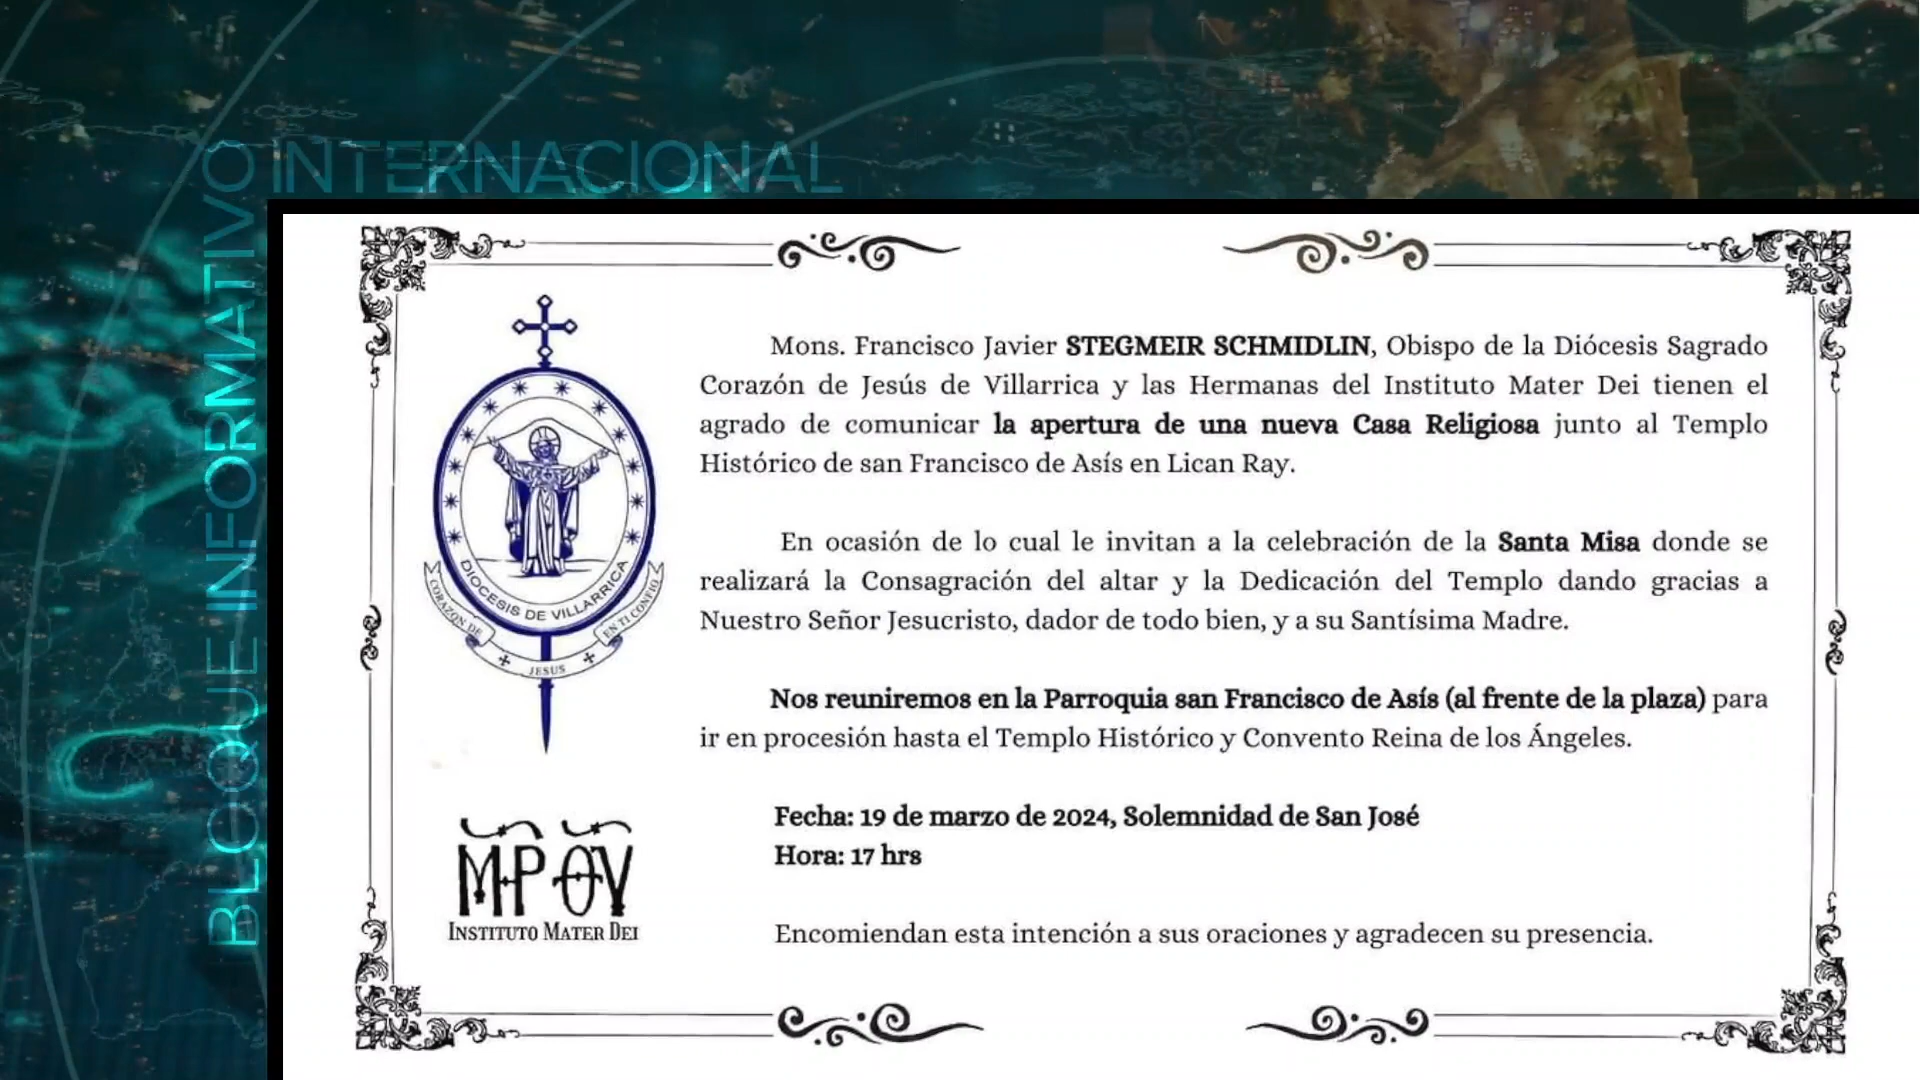 BLOQUE INFORMATIVO INTERNACIONAL
Mons. Francisco Javier STEGMEIR SCHMIDLIN, Obispo de la Diócesis Sagrado
Corazón de Jesús de Villarrica y las Hermanas del Instituto Mater Dei tienen el
agrado de comunicar la apertura de una nueva Casa Religiosa junto al Templo
Histórico de san Francisco de Asís en Lican Ray.
En ocasión de lo cual le invitan a la celebración de la Santa Misa donde se
realizará la Consagración del altar y la Dedicación del Templo dando gracias a
Nuestro Señor Jesucristo, dador de todo bien, y a su Santísima Madre.
Nos reuniremos en la Parroquia san Francisco de Asís (al frente de la plaza) para
ir en procesión hasta el Templo Histórico y Convento Reina de los Ángeles.
Fecha: 19 de marzo de 2024, Solemnidad de San José
Hora: 17 hrs
Encomiendan esta intención a sus oraciones y agradecen su presencia.
DIOCESIS DE VILLARRICA
CORAZON DE JESUS EN TI CONFIO
MP ΘV
INSTITUTO MATER DEI